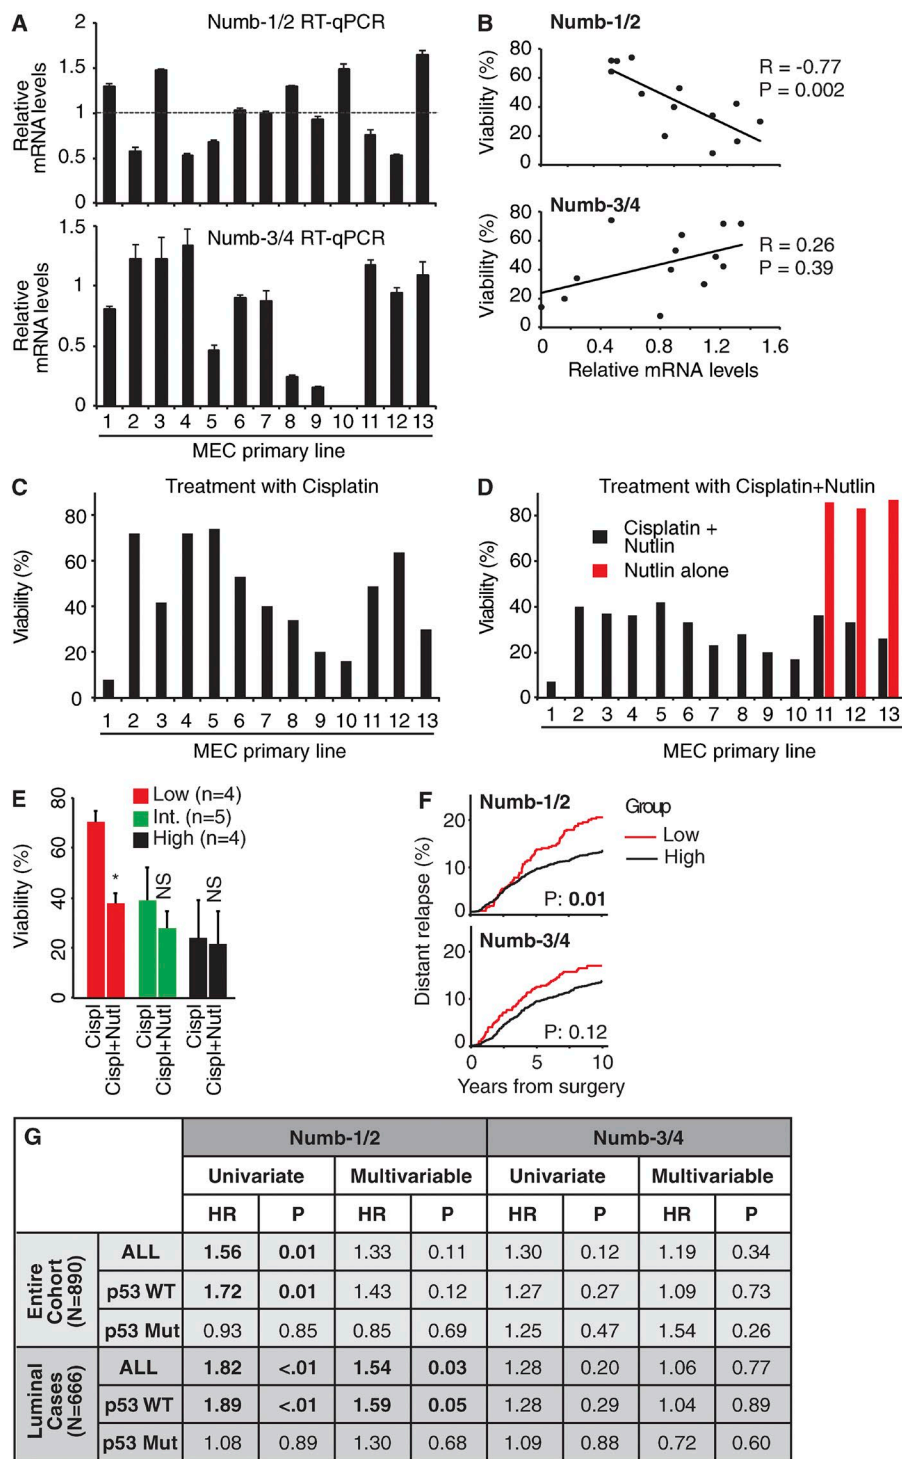 A
Numb-1/2 RT-qPCR
Relative
mRNA levels
2
1.5
1
0.5
0
Numb-3/4 RT-qPCR
Relative
mRNA levels
1.5
1
0.5
0
1 2 3 4 5 6 7 8 9 10 11 12 13
MEC primary line
B
Numb-1/2
Viability (%)
80
60
40
20
0
R = -0.77
P = 0.002
Numb-3/4
Viability (%)
80
60
40
20
0
R = 0.26
P = 0.39
0 0.4 0.8 1.2 1.6
Relative mRNA levels
C
Treatment with Cisplatin
Viability (%)
80
60
40
20
0
1 2 3 4 5 6 7 8 9 10 11 12 13
MEC primary line
D
Treatment with Cisplatin+Nutlin
Viability (%)
80
60
40
20
0
Cisplatin +
Nutlin
Nutlin alone
1 2 3 4 5 6 7 8 9 10 11 12 13
MEC primary line
E
Viability (%)
80
60
40
20
0
Low (n=4)
Int. (n=5)
High (n=4)
* NS NS
Cispl
Cispl+Nutl
Cispl
Cispl+Nutl
Cispl
Cispl+Nutl
F
Numb-1/2
Group
Low
High
Distant relapse (%)
20
10
0
P: 0.01
Numb-3/4
20
10
0
P: 0.12
0 5 10
Years from surgery
G
Numb-1/2 Numb-3/4
Univariate Multivariable Univariate Multivariable
HR P HR P HR P HR P
Entire
Cohort
(N=890)
ALL 1.56 0.01 1.33 0.11 1.30 0.12 1.19 0.34
p53 WT 1.72 0.01 1.43 0.12 1.27 0.27 1.09 0.73
p53 Mut 0.93 0.85 0.85 0.69 1.25 0.47 1.54 0.26
Luminal
Cases
(N=666)
ALL 1.82 <.01 1.54 0.03 1.28 0.20 1.06 0.77
p53 WT 1.89 <.01 1.59 0.05 1.28 0.29 1.04 0.89
p53 Mut 1.08 0.89 1.30 0.68 1.09 0.88 0.72 0.60